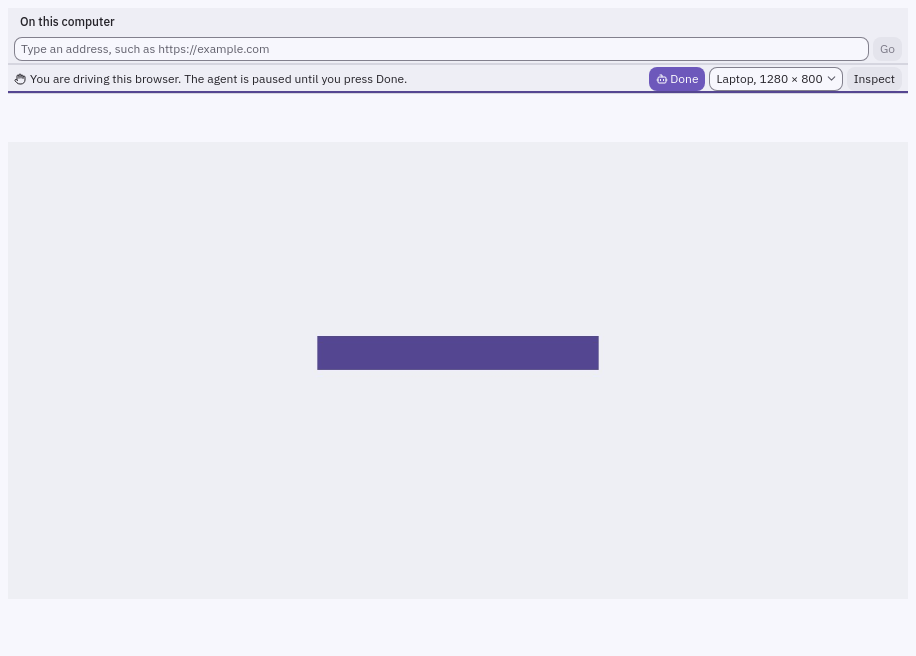 On this computer
Type an address, such as https://example.com
Go
You are driving this browser. The agent is paused until you press Done.
Done
Laptop, 1280 × 800
Inspect